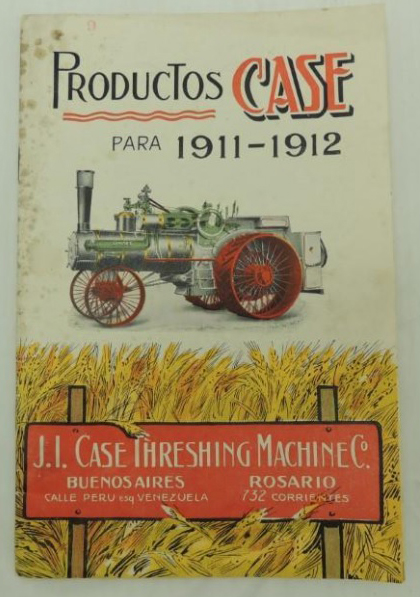 PRODUCTOS CASE
PARA 1911-1912
J.I. CASE THRESHING MACHINE Co.
BUENOS AIRES ROSARIO
CALLE PERU esq VENEZUELA 732 CORRIENTES